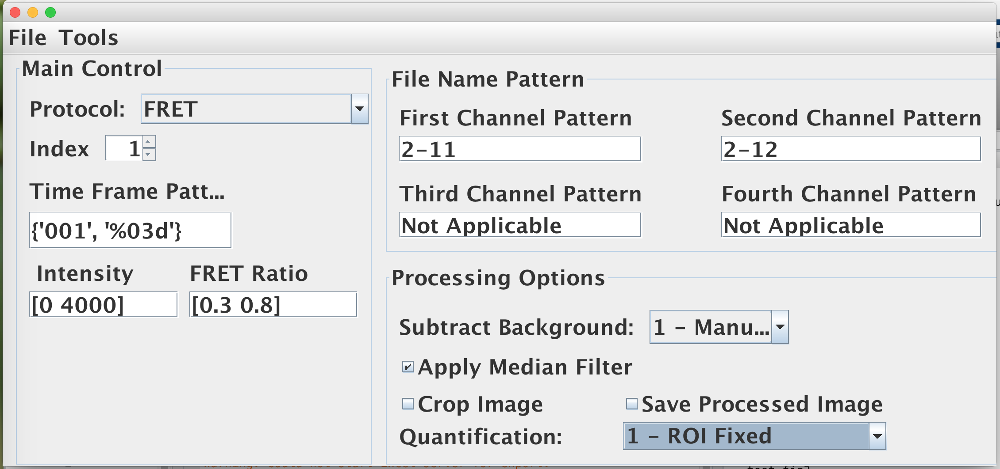 File Tools
Main Control
Protocol: FRET
Index 1
Time Frame Patt...
{'001', '%03d'}
Intensity FRET Ratio
[0 4000] [0.3 0.8]
File Name Pattern
First Channel Pattern Second Channel Pattern
2-11 2-12
Third Channel Pattern Fourth Channel Pattern
Not Applicable Not Applicable
Processing Options
Subtract Background: 1 - Manu...
Apply Median Filter
Crop Image Save Processed Image
Quantification: 1 - ROI Fixed